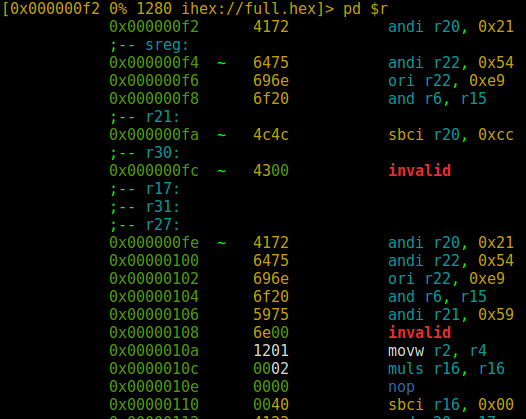 [0x000000f2 0% 1280 ihex://full.hex]> pd $r
0x000000f2 4172 andi r20, 0x21
;-- sreg:
0x000000f4 ~ 6475 andi r22, 0x54
0x000000f6 696e ori r22, 0xe9
0x000000f8 6f20 and r6, r15
;-- r21:
0x000000fa ~ 4c4c sbci r20, 0xcc
;-- r30:
0x000000fc ~ 4300 invalid
;-- r17:
;-- r31:
;-- r27:
0x000000fe ~ 4172 andi r20, 0x21
0x00000100 6475 andi r22, 0x54
0x00000102 696e ori r22, 0xe9
0x00000104 6f20 and r6, r15
0x00000106 5975 andi r21, 0x59
0x00000108 6e00 invalid
0x0000010a 1201 movw r2, r4
0x0000010c 0002 muls r16, r16
0x0000010e 0000 nop
0x00000110 0040 sbci r16, 0x00